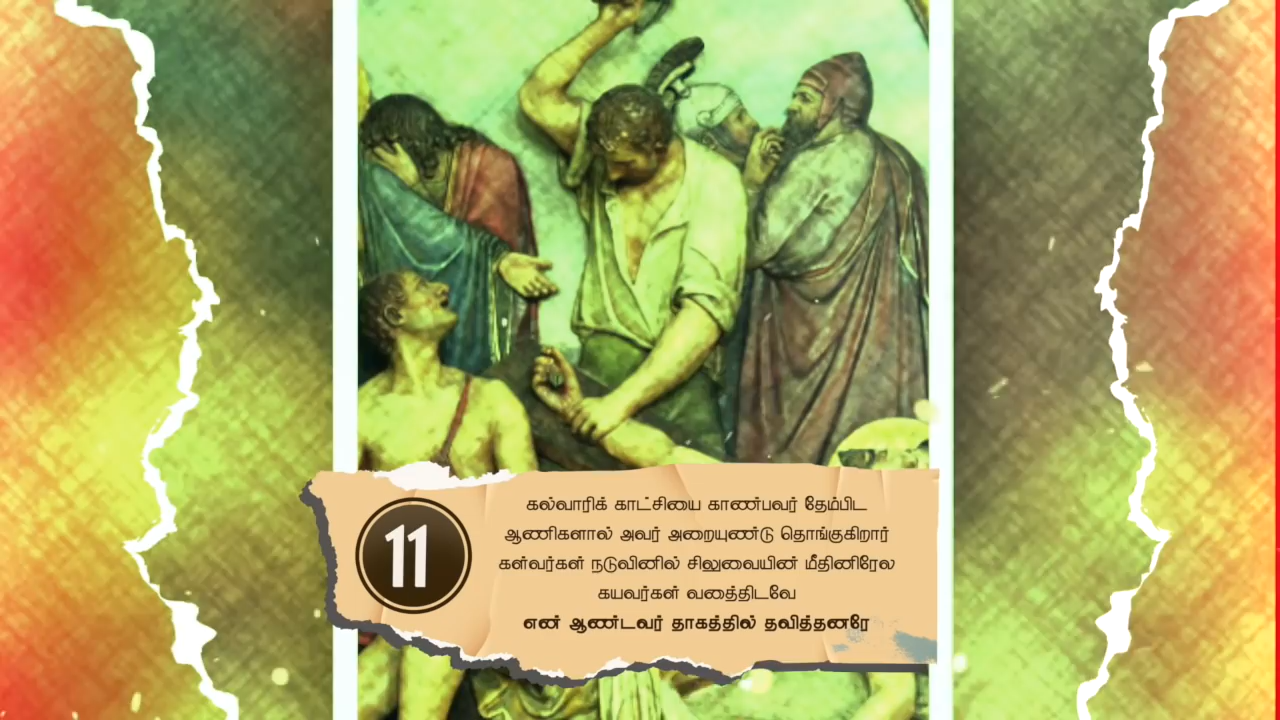 11
கல்வாரிக் காட்சியை காண்பவர் தேம்பிட
ஆணிகளால் அவர் அறையுண்டு தொங்குகிறார்
கள்வர்கள் நடுவினில் சிலுவையின் மீதினிரேல
கயவர்கள் வதைத்திடவே
என் ஆண்டவர் தாகத்தில் தவித்தனரே